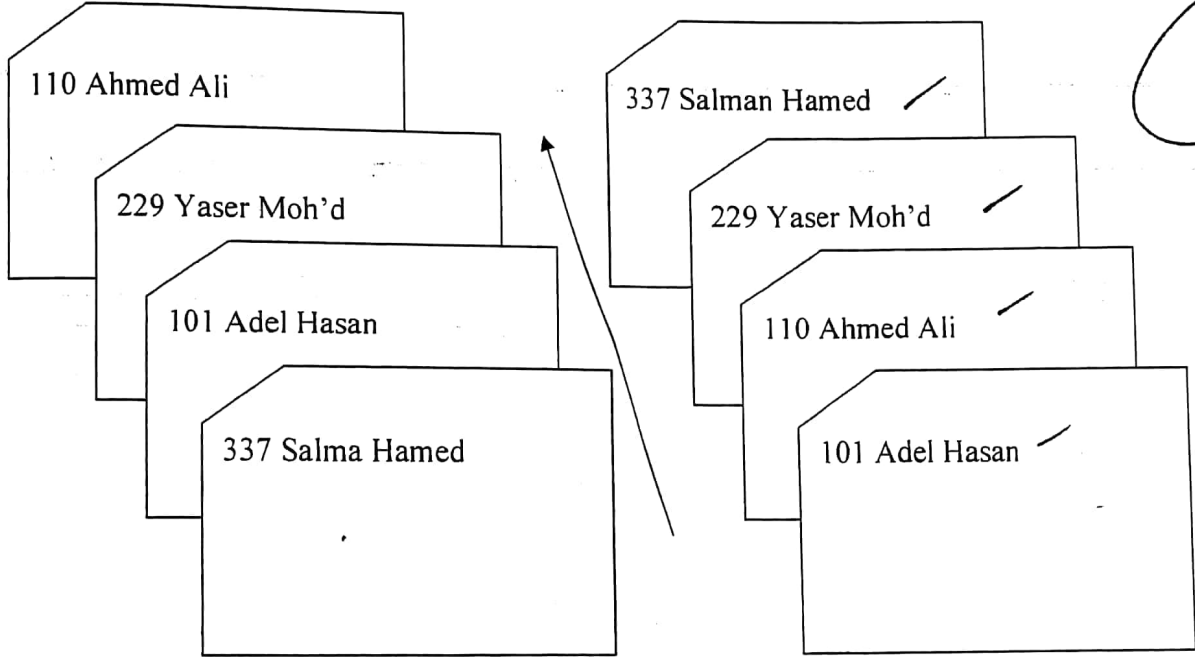 110 Ahmed Ali
229 Yaser Moh’d
101 Adel Hasan
337 Salma Hamed
337 Salman Hamed
229 Yaser Moh’d
110 Ahmed Ali
101 Adel Hasan